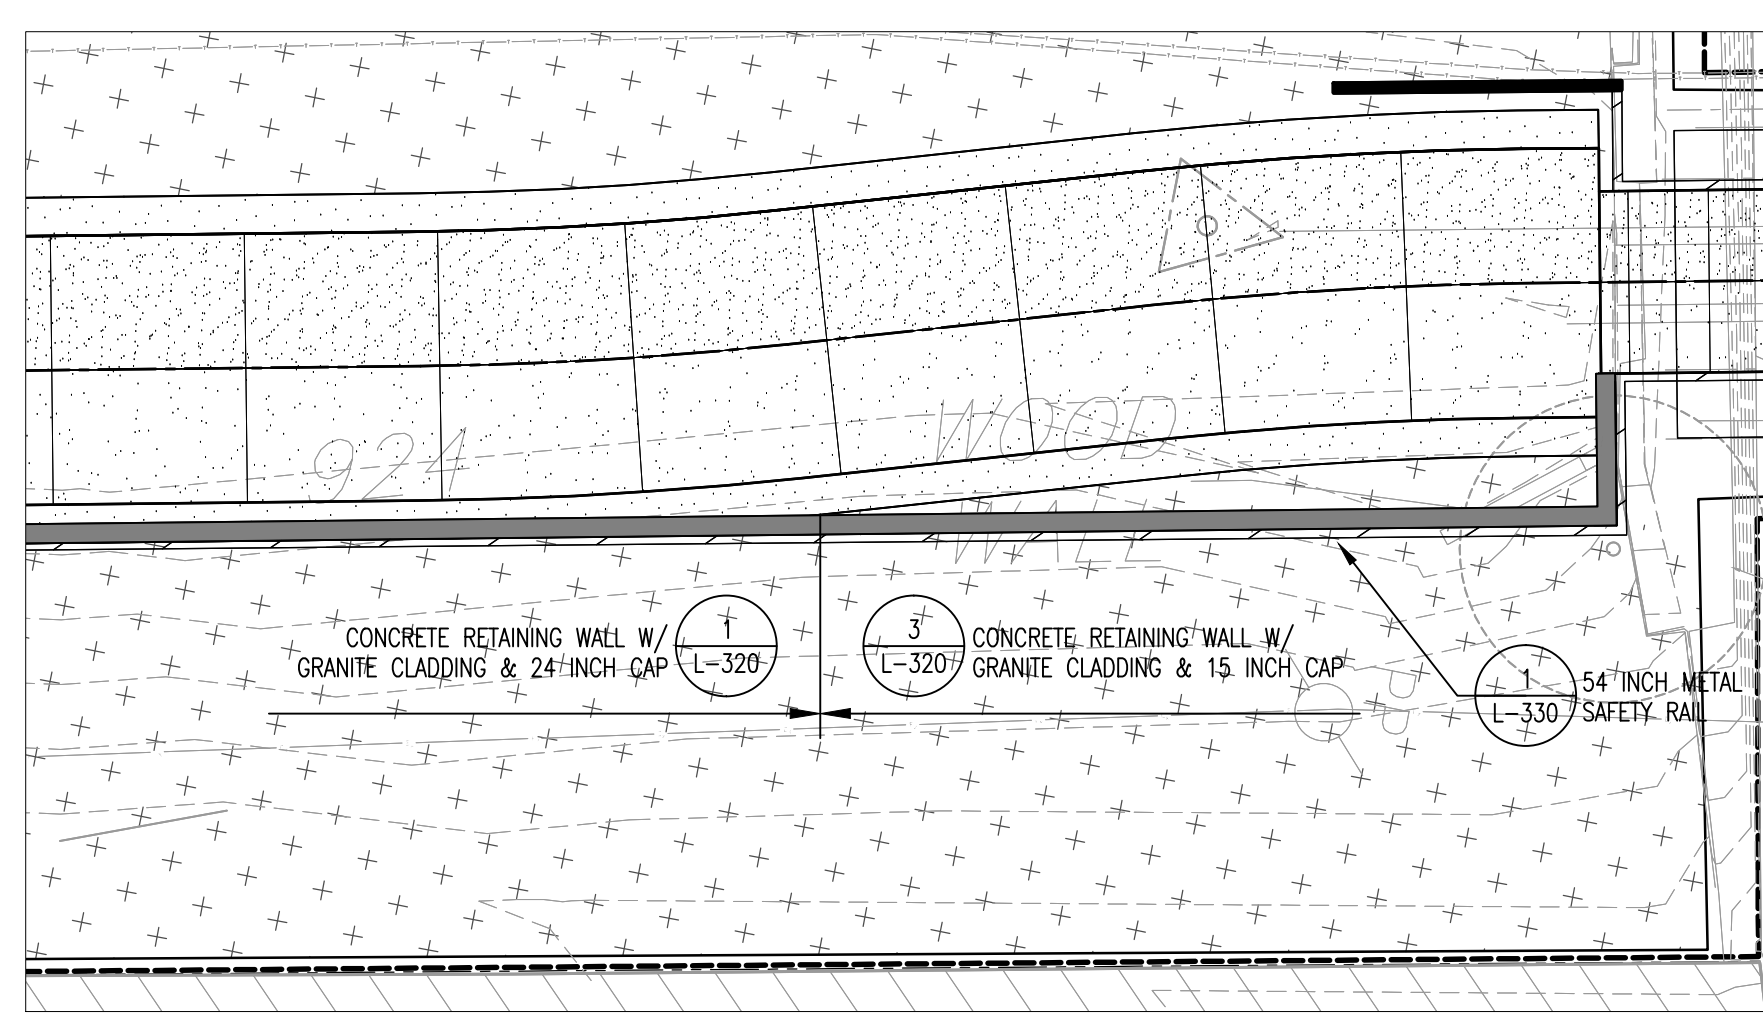 924
WOOD
WALL
CONCRETE RETAINING WALL W/
GRANITE CLADDING & 24 INCH CAP
1
L-320
3
L-320
CONCRETE RETAINING WALL W/
GRANITE CLADDING & 15 INCH CAP
1
L-330
54 INCH METAL
SAFETY RAIL